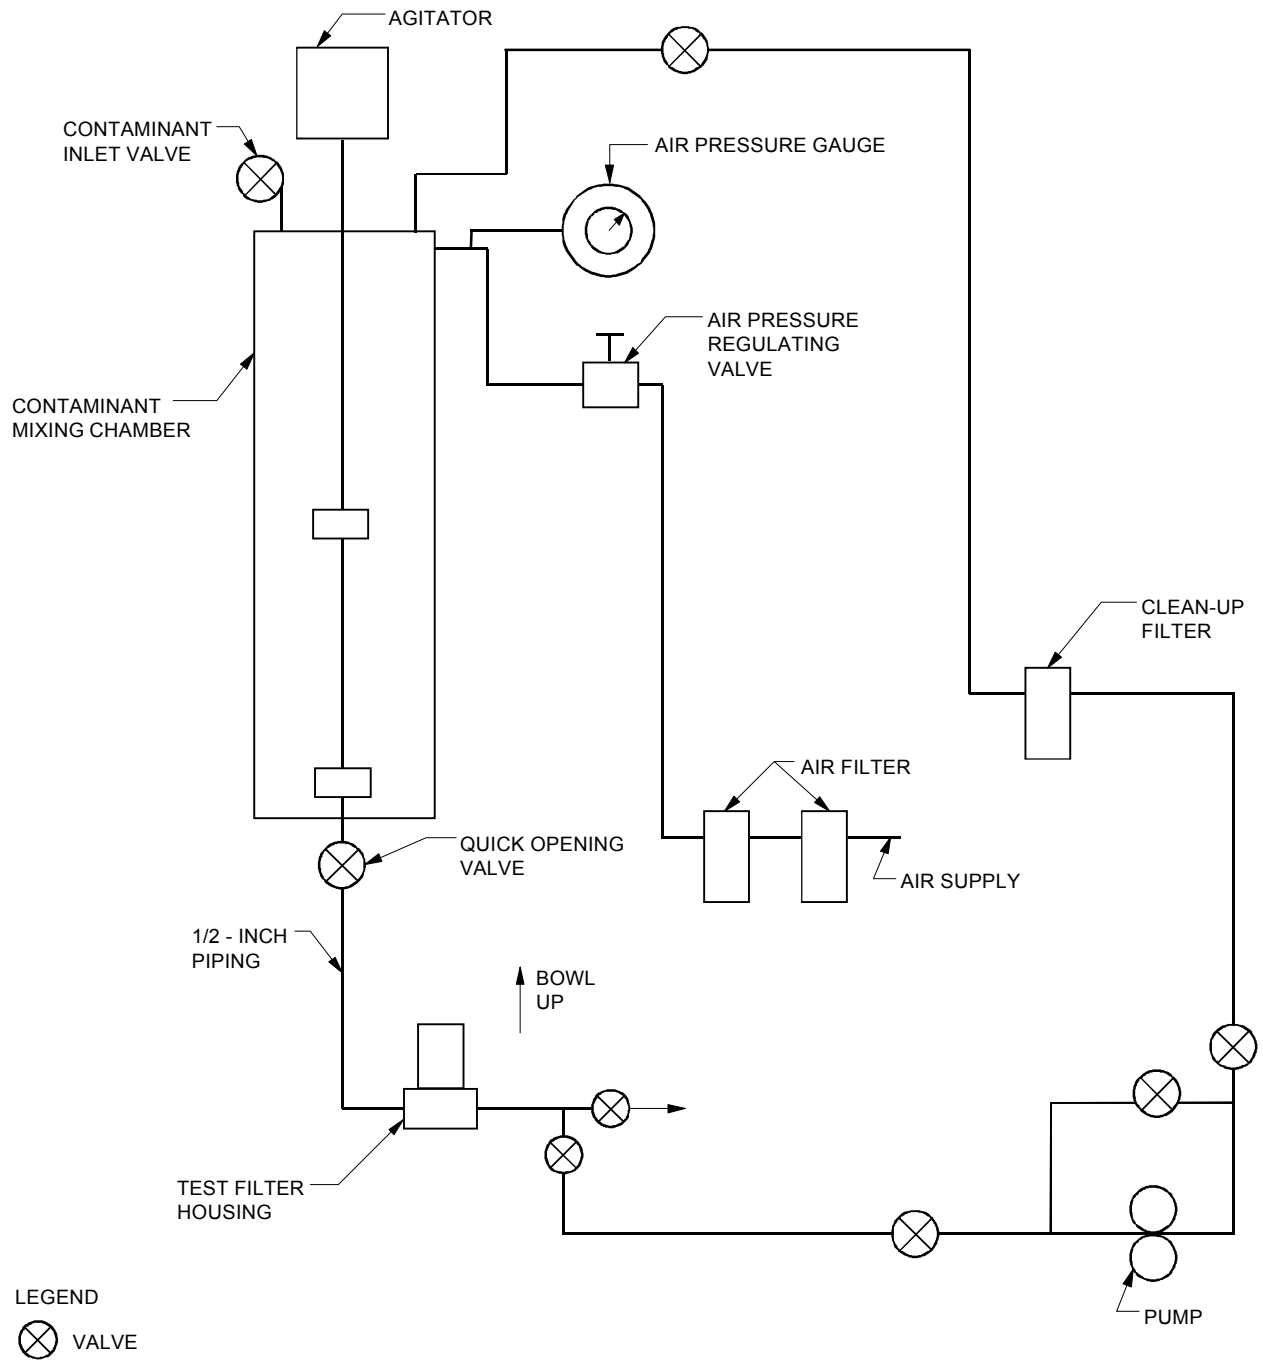 AGITATOR
CONTAMINANT
INLET VALVE
AIR PRESSURE GAUGE
AIR PRESSURE
REGULATING
VALVE
CONTAMINANT
MIXING CHAMBER
CLEAN-UP
FILTER
AIR FILTER
QUICK OPENING
VALVE
AIR SUPPLY
1/2 - INCH
PIPING
BOWL
UP
TEST FILTER
HOUSING
PUMP
LEGEND
VALVE